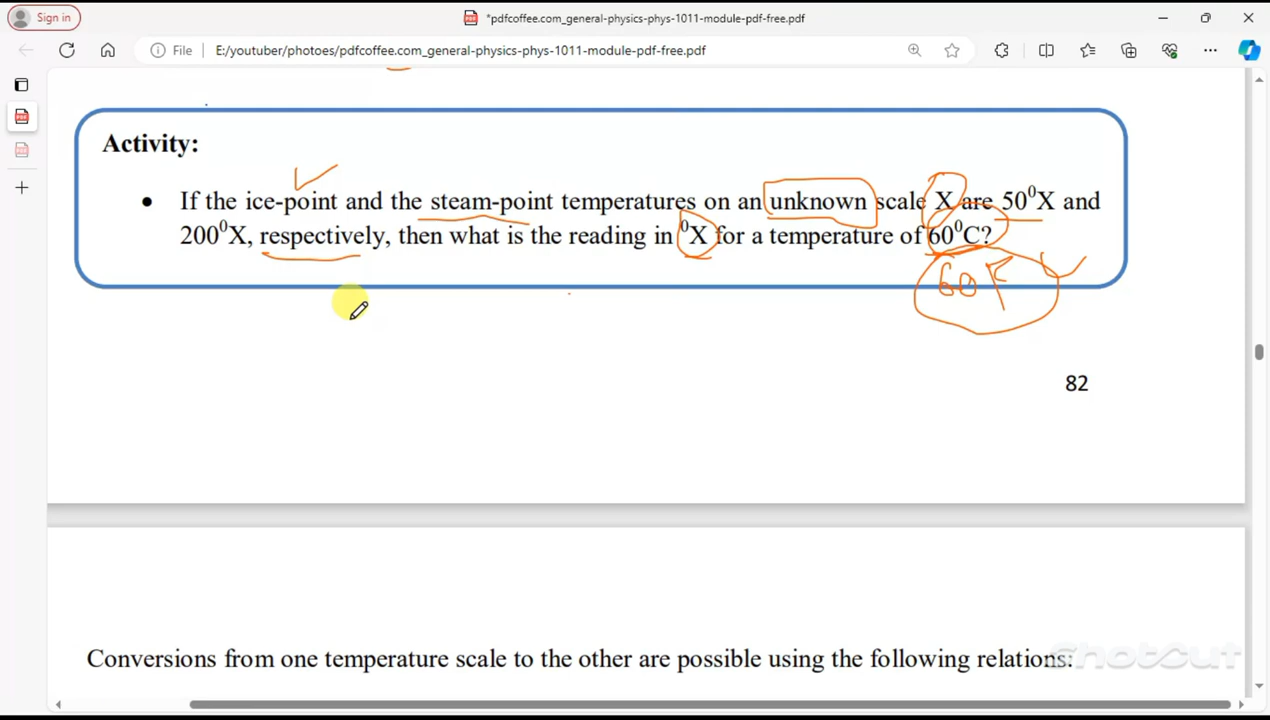 Sign in
*pdfcoffee.com_general-physics-phys-1011-module-pdf-free.pdf
File E:/youtuber/photoes/pdfcoffee.com_general-physics-phys-1011-module-pdf-free.pdf
Activity:
• If the ice-point and the steam-point temperatures on an unknown scale X are 50⁰X and
200⁰X, respectively, then what is the reading in ⁰X for a temperature of 60⁰C?
60 F
82
Conversions from one temperature scale to the other are possible using the following relations:
shotcut